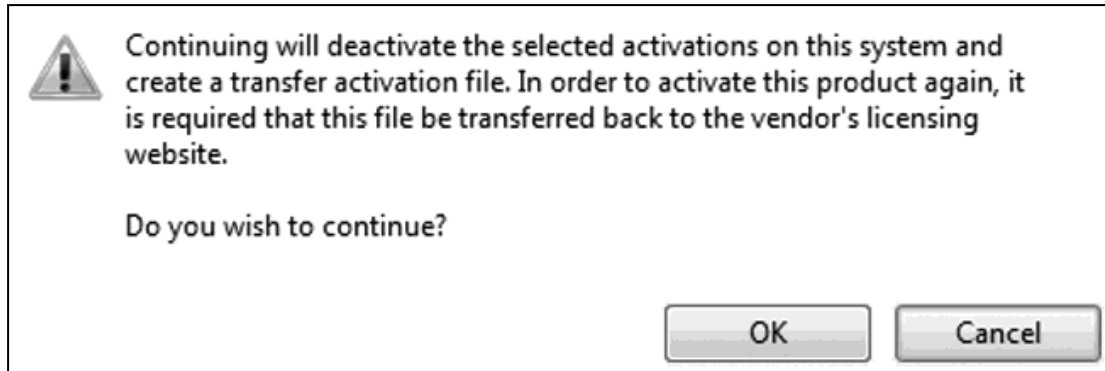 Continuing will deactivate the selected activations on this system and
create a transfer activation file. In order to activate this product again, it
is required that this file be transferred back to the vendor's licensing
website.
Do you wish to continue?
OK
Cancel